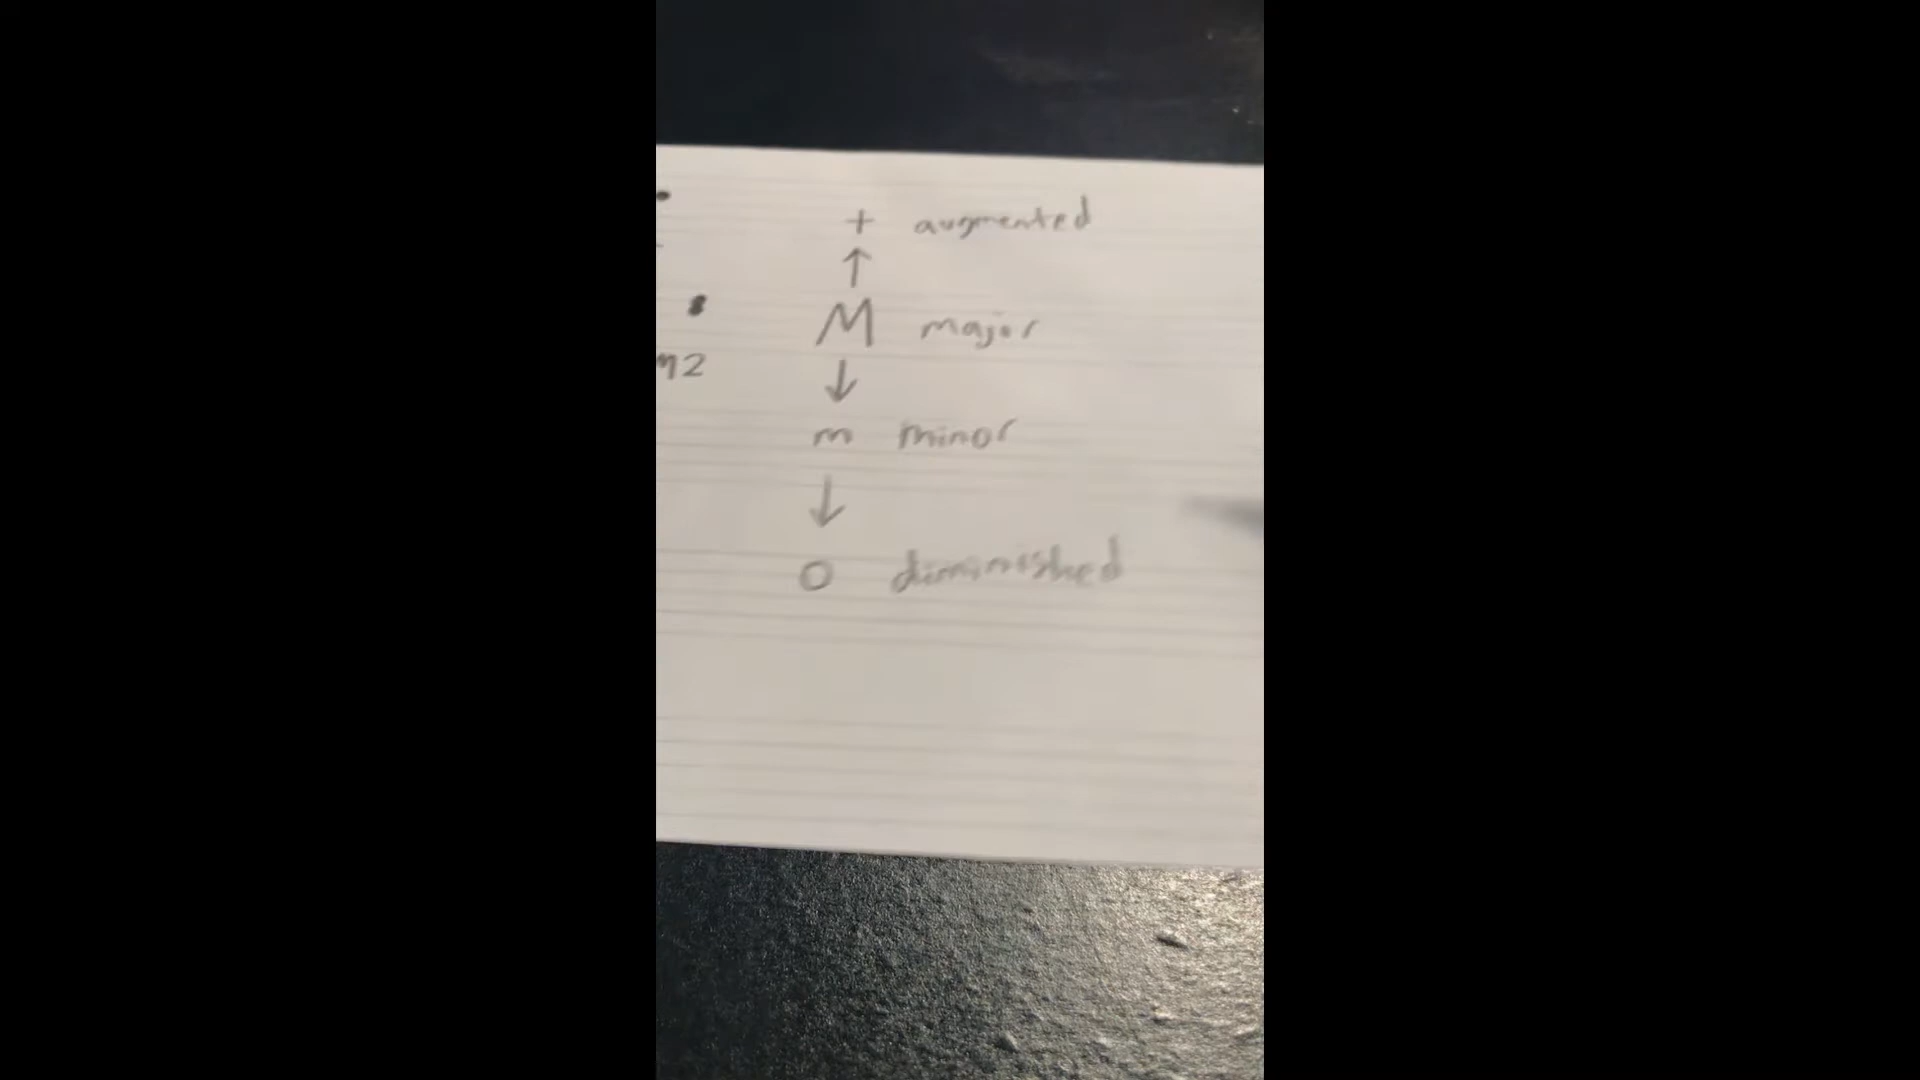 + augmented
↑
M major
↓
m minor
↓
o diminished